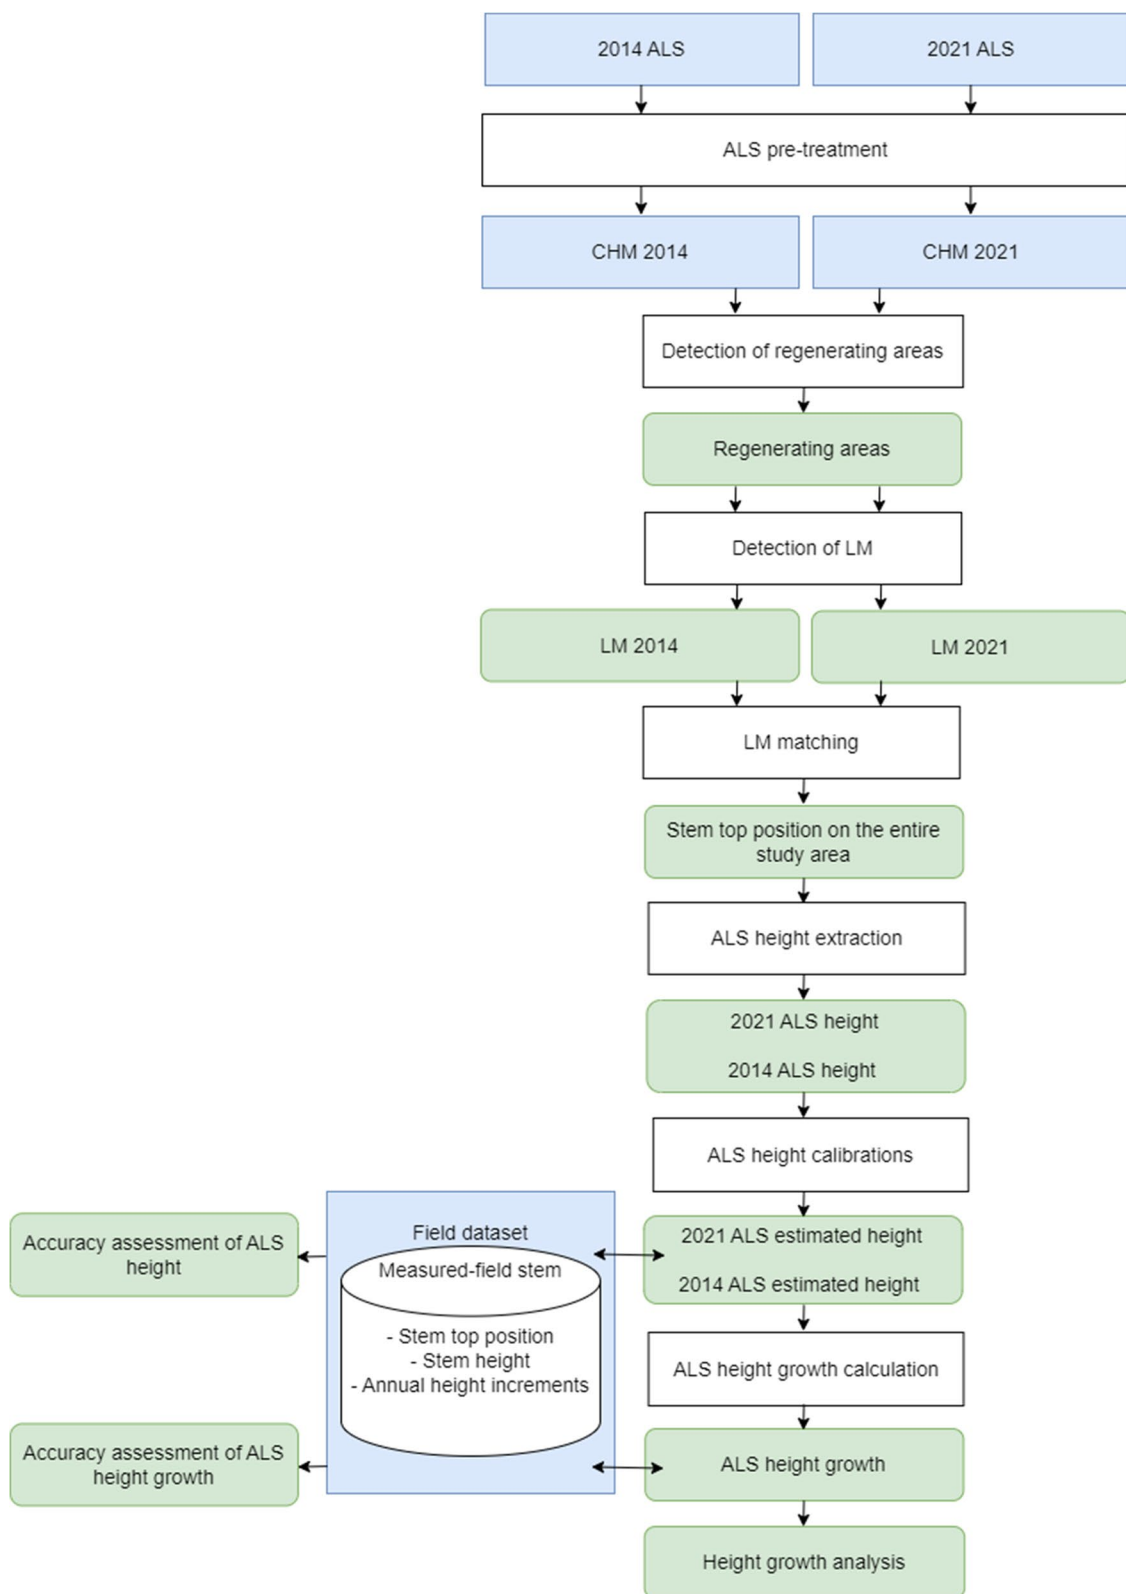 2014 ALS
2021 ALS
ALS pre-treatment
CHM 2014
CHM 2021
Detection of regenerating areas
Regenerating areas
Detection of LM
LM 2014
LM 2021
LM matching
Stem top position on the entire
study area
ALS height extraction
2021 ALS height
2014 ALS height
ALS height calibrations
2021 ALS estimated height
2014 ALS estimated height
Field dataset
Measured-field stem
- Stem top position
- Stem height
- Annual height increments
Accuracy assessment of ALS
height
ALS height growth calculation
Accuracy assessment of ALS
height growth
ALS height growth
Height growth analysis